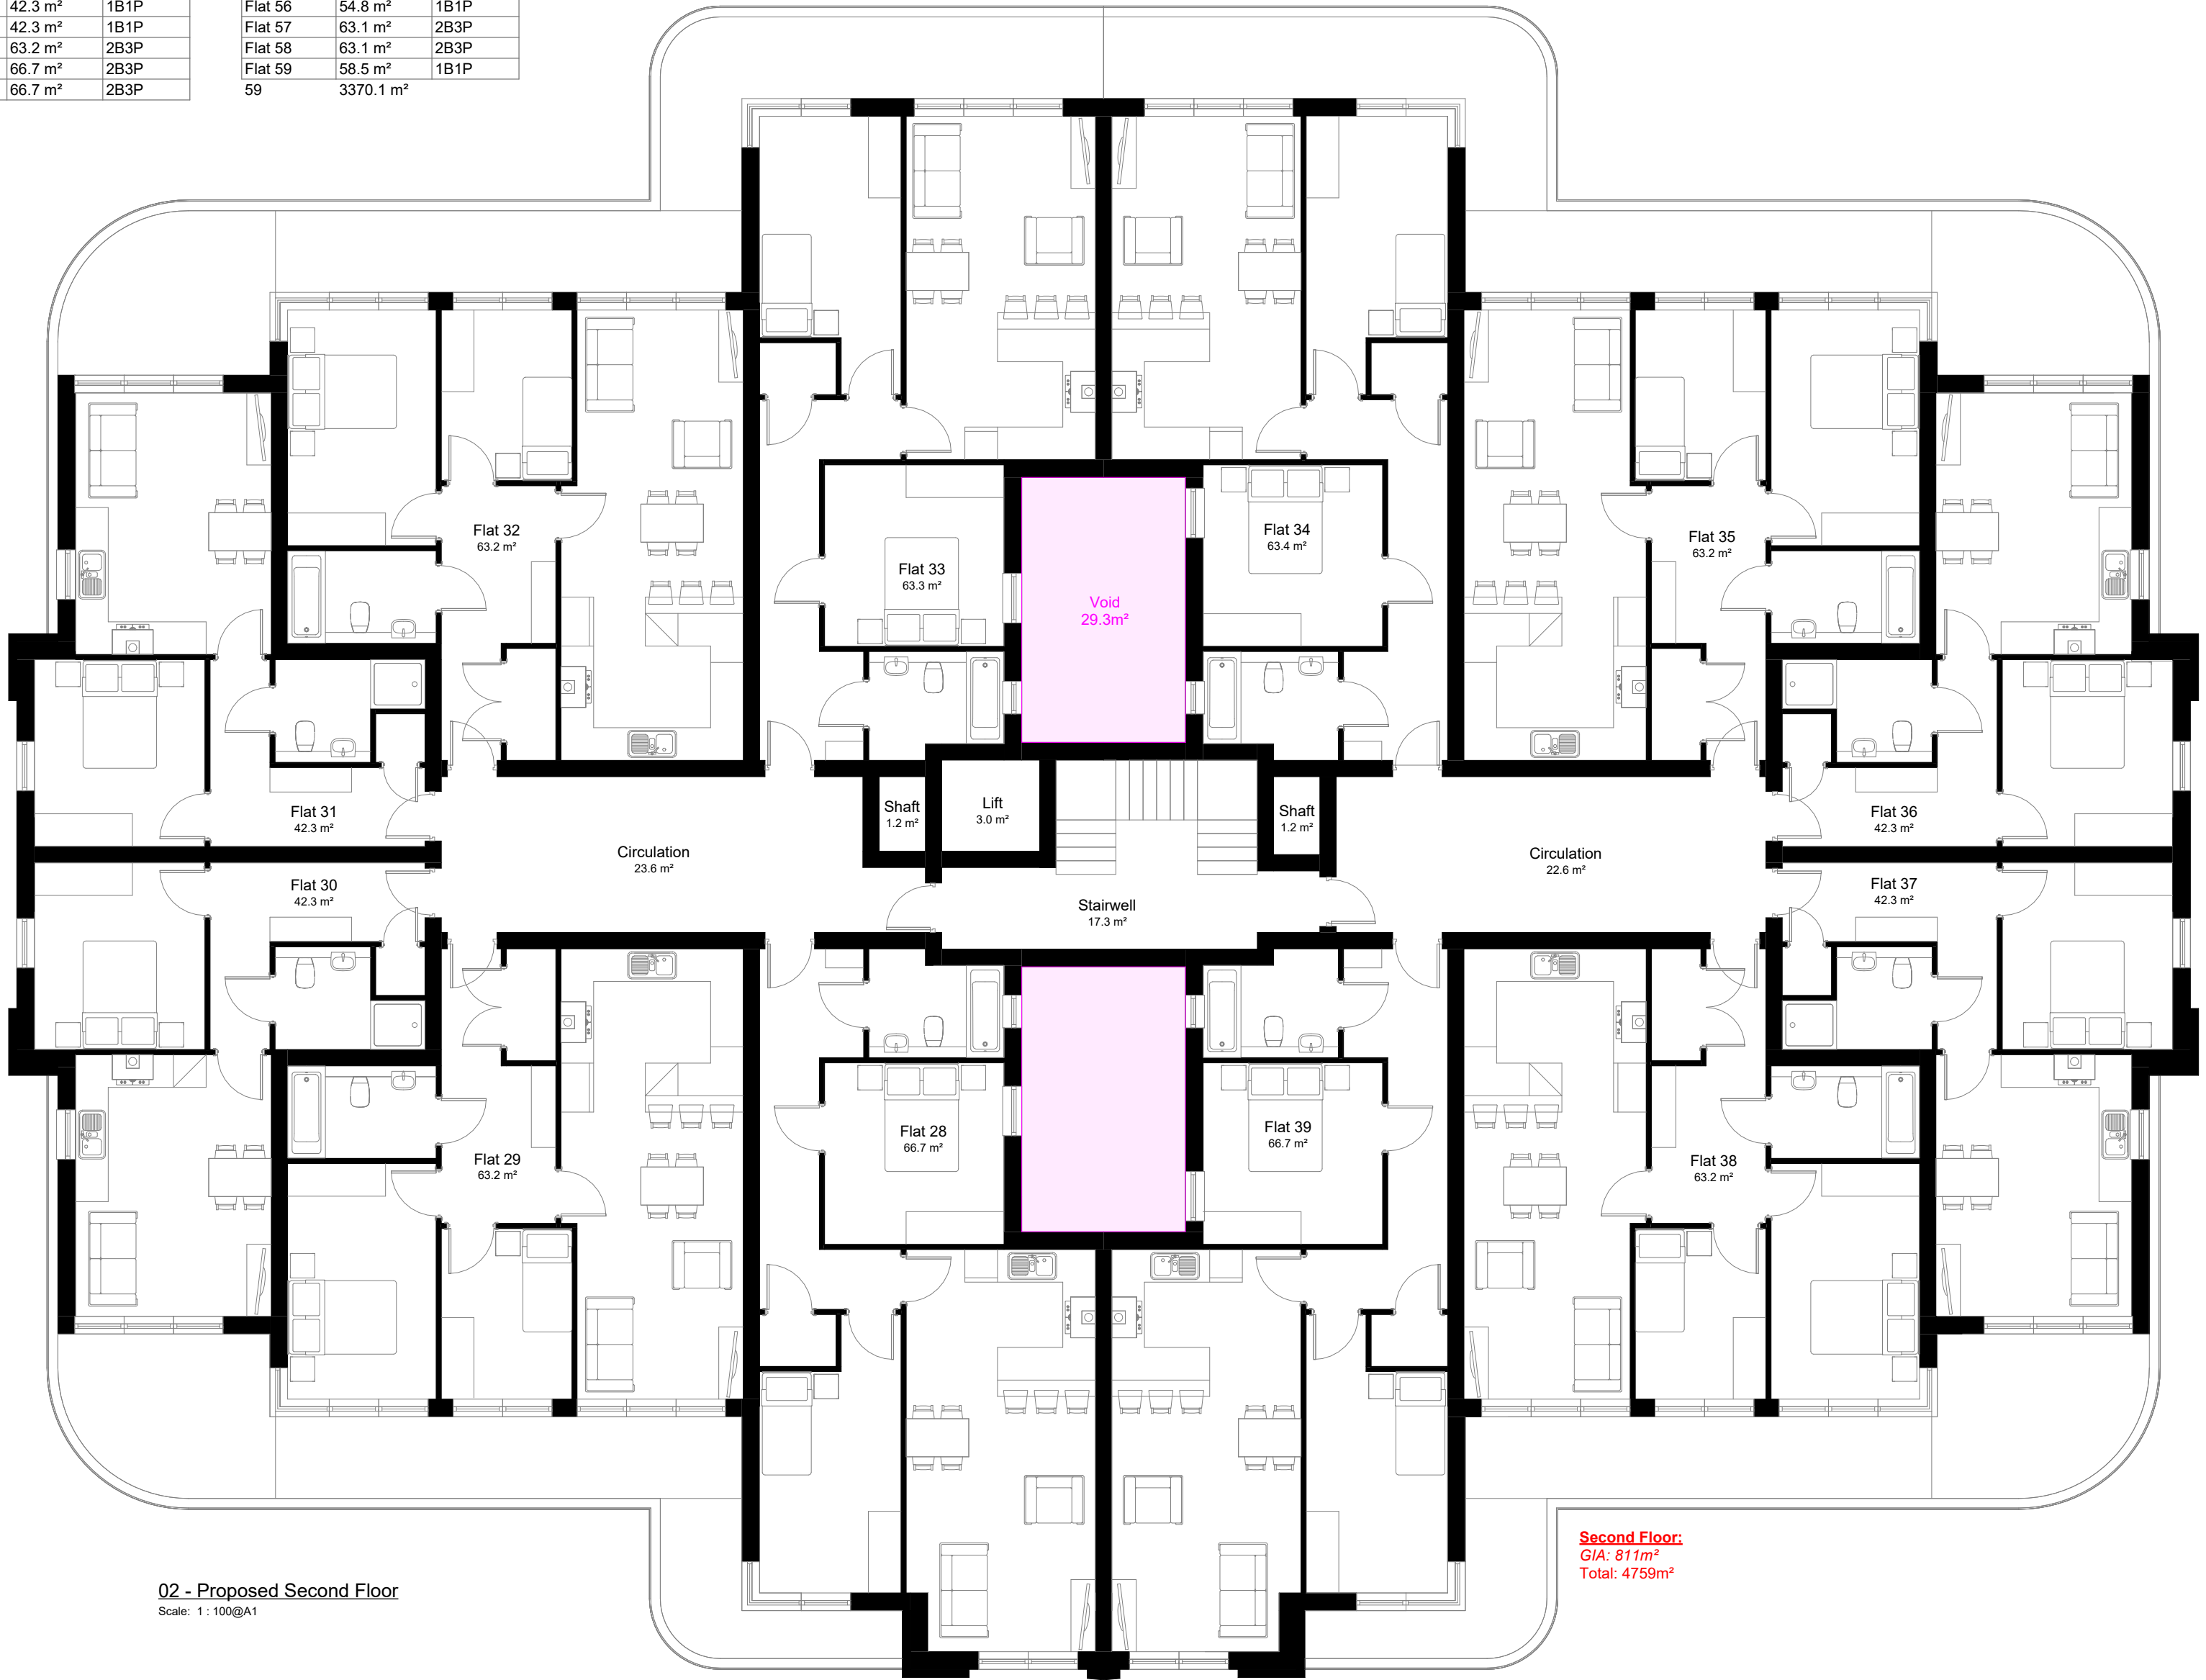 42.3 m² 1B1P
42.3 m² 1B1P
63.2 m² 2B3P
66.7 m² 2B3P
66.7 m² 2B3P
Flat 56 54.8 m² 1B1P
Flat 57 63.1 m² 2B3P
Flat 58 63.1 m² 2B3P
Flat 59 58.5 m² 1B1P
59 3370.1 m²
Flat 32
63.2 m²
Flat 33
63.3 m²
Flat 34
63.4 m²
Flat 35
63.2 m²
Void
29.3m²
Flat 31
42.3 m²
Shaft
1.2 m²
Lift
3.0 m²
Shaft
1.2 m²
Flat 36
42.3 m²
Circulation
23.6 m²
Circulation
22.6 m²
Flat 30
42.3 m²
Stairwell
17.3 m²
Flat 37
42.3 m²
Flat 29
63.2 m²
Flat 28
66.7 m²
Flat 39
66.7 m²
Flat 38
63.2 m²
Second Floor:
GIA: 811m²
Total: 4759m²
02 - Proposed Second Floor
Scale: 1 : 100@A1